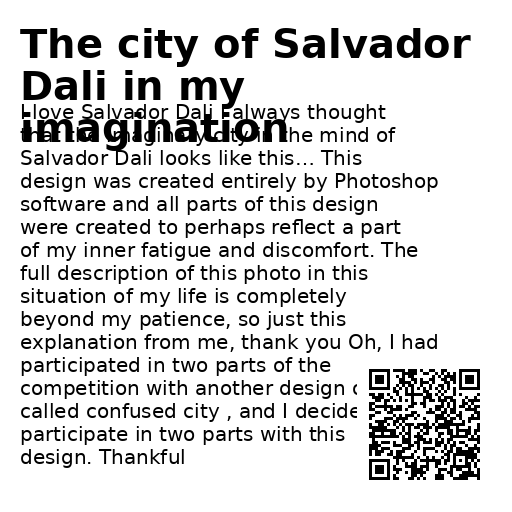 The city of Salvador
Dali in my
imagination
I love Salvador Dali I always thought
that the imaginary city in the mind of
Salvador Dali looks like this... This
design was created entirely by Photoshop
software and all parts of this design
were created to perhaps reflect a part
of my inner fatigue and discomfort. The
full description of this photo in this
situation of my life is completely
beyond my patience, so just this
explanation from me, thank you Oh, I had
participated in two parts of the
competition with another design
called confused city , and I decide
participate in two parts with this
design. Thankful